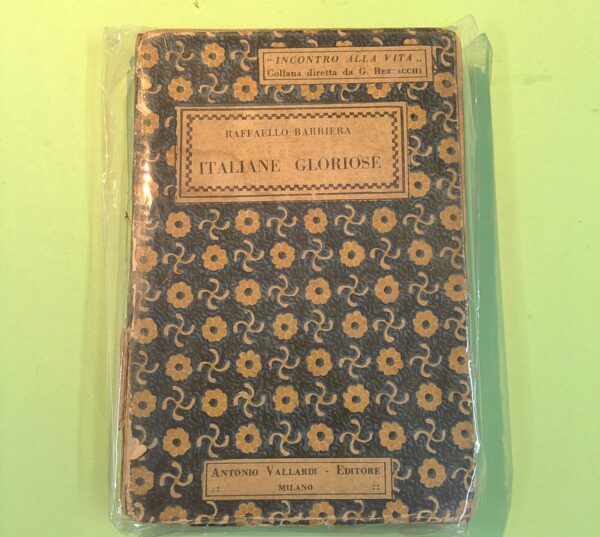 „ INCONTRO ALLA VITA „
Collana diretta da G. BERTACCHI
RAFFAELLO BARBIERA
ITALIANE GLORIOSE
ANTONIO VALLARDI - EDITORE
:: MILANO ::